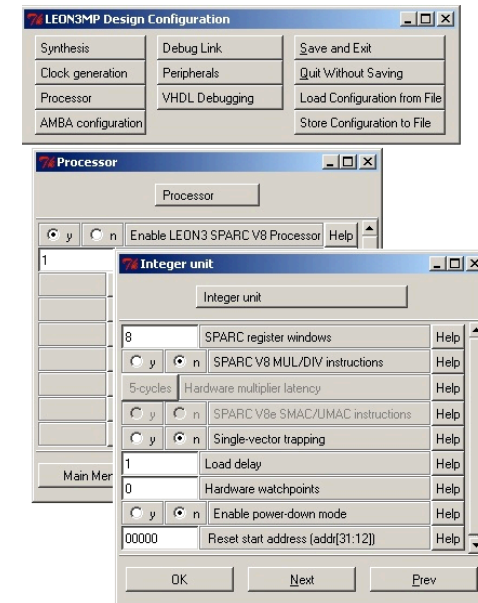 LEON3MP Design Configuration
Synthesis Debug Link Save and Exit
Clock generation Peripherals Quit Without Saving
Processor VHDL Debugging Load Configuration from File
AMBA configuration Store Configuration to File
Processor
Processor
y n Enable LEON3 SPARC V8 Processor Help
1
Main Mer
Integer unit
Integer unit
8 SPARC register windows Help
y n SPARC V8 MUL/DIV instructions Help
5-cycles Hardware multiplier latency Help
y n SPARC V8e SMAC/UMAC instructions Help
y n Single-vector trapping Help
1 Load delay Help
0 Hardware watchpoints Help
y n Enable power-down mode Help
00000 Reset start address (addr[31:12]) Help
OK Next Prev